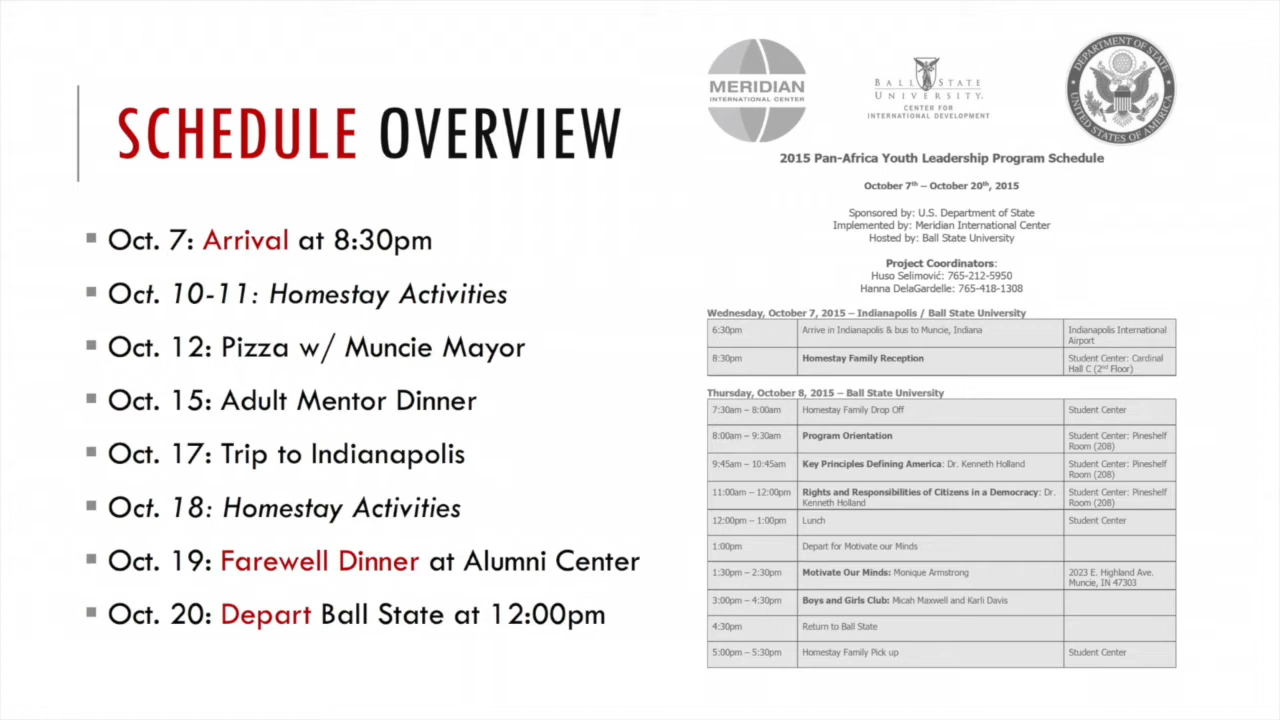 SCHEDULE OVERVIEW
Oct. 7: Arrival at 8:30pm
Oct. 10-11: Homestay Activities
Oct. 12: Pizza w/ Muncie Mayor
Oct. 15: Adult Mentor Dinner
Oct. 17: Trip to Indianapolis
Oct. 18: Homestay Activities
Oct. 19: Farewell Dinner at Alumni Center
Oct. 20: Depart Ball State at 12:00pm
MERIDIAN
INTERNATIONAL CENTER
BALL STATE
UNIVERSITY.
CENTER FOR
INTERNATIONAL DEVELOPMENT
DEPARTMENT OF STATE
UNITED STATES OF AMERICA
2015 Pan-Africa Youth Leadership Program Schedule
October 7th – October 20th, 2015
Sponsored by: U.S. Department of State
Implemented by: Meridian International Center
Hosted by: Ball State University
Project Coordinators:
Huso Selimović: 765-212-5950
Hanna DelaGardelle: 765-418-1308
Wednesday, October 7, 2015 – Indianapolis / Ball State University
6:30pm Arrive in Indianapolis & bus to Muncie, Indiana Indianapolis International
Airport
8:30pm Homestay Family Reception Student Center: Cardinal
Hall C (2nd Floor)
Thursday, October 8, 2015 – Ball State University
7:30am – 8:00am Homestay Family Drop Off Student Center
8:00am – 9:30am Program Orientation Student Center: Pineshelf
Room (208)
9:45am – 10:45am Key Principles Defining America: Dr. Kenneth Holland Student Center: Pineshelf
Room (208)
11:00am – 12:00pm Rights and Responsibilities of Citizens in a Democracy: Dr. Student Center: Pineshelf
Kenneth Holland Room (208)
12:00pm – 1:00pm Lunch Student Center
1:00pm Depart for Motivate our Minds
1:30pm – 2:30pm Motivate Our Minds: Monique Armstrong 2023 E. Highland Ave.
Muncie, IN 47303
3:00pm – 4:30pm Boys and Girls Club: Micah Maxwell and Karli Davis
4:30pm Return to Ball State
5:00pm – 5:30pm Homestay Family Pick up Student Center